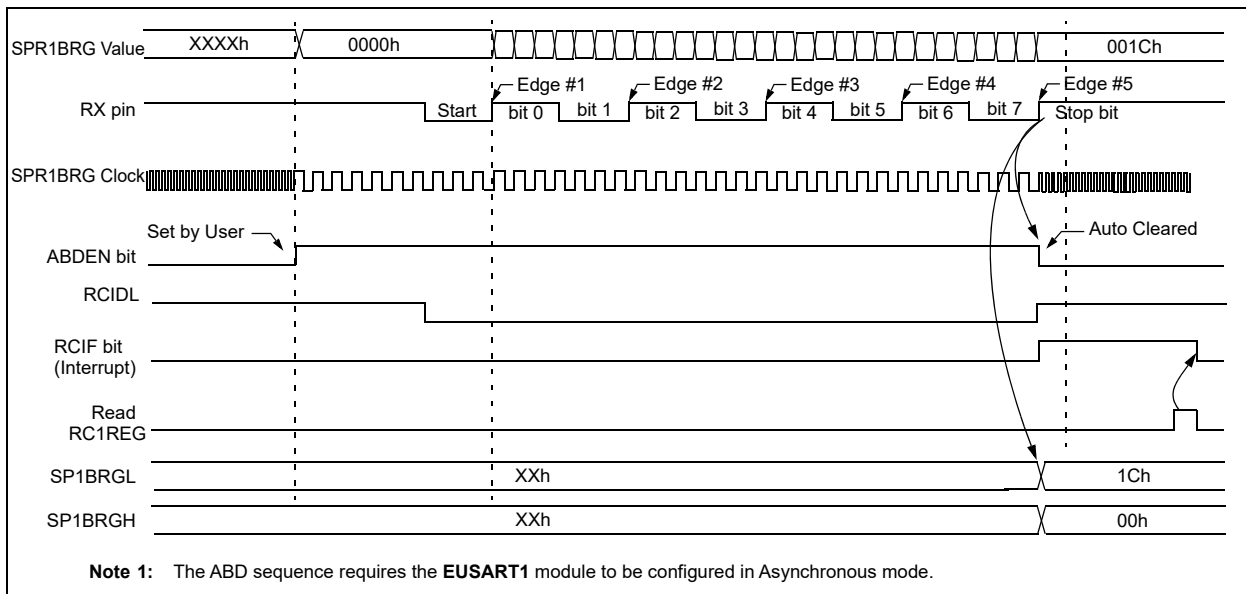 SPR1BRG Value XXXXh 0000h 001Ch
Edge #1 Edge #2 Edge #3 Edge #4 Edge #5
RX pin Start bit 0 bit 1 bit 2 bit 3 bit 4 bit 5 bit 6 bit 7 Stop bit
SPR1BRG Clock
Set by User Auto Cleared
ABDEN bit
RCIDL
RCIF bit
(Interrupt)
Read
RC1REG
SP1BRGL XXh 1Ch
SP1BRGH XXh 00h
Note 1: The ABD sequence requires the EUSART1 module to be configured in Asynchronous mode.